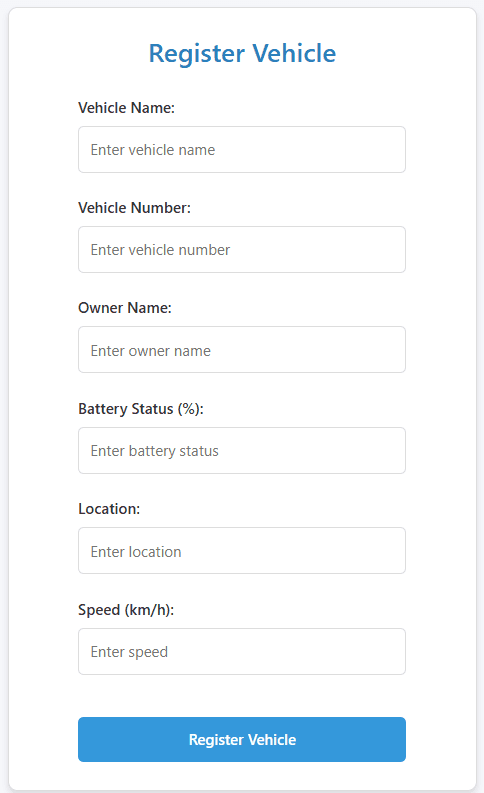 Register Vehicle
Vehicle Name:
Enter vehicle name
Vehicle Number:
Enter vehicle number
Owner Name:
Enter owner name
Battery Status (%):
Enter battery status
Location:
Enter location
Speed (km/h):
Enter speed
Register Vehicle